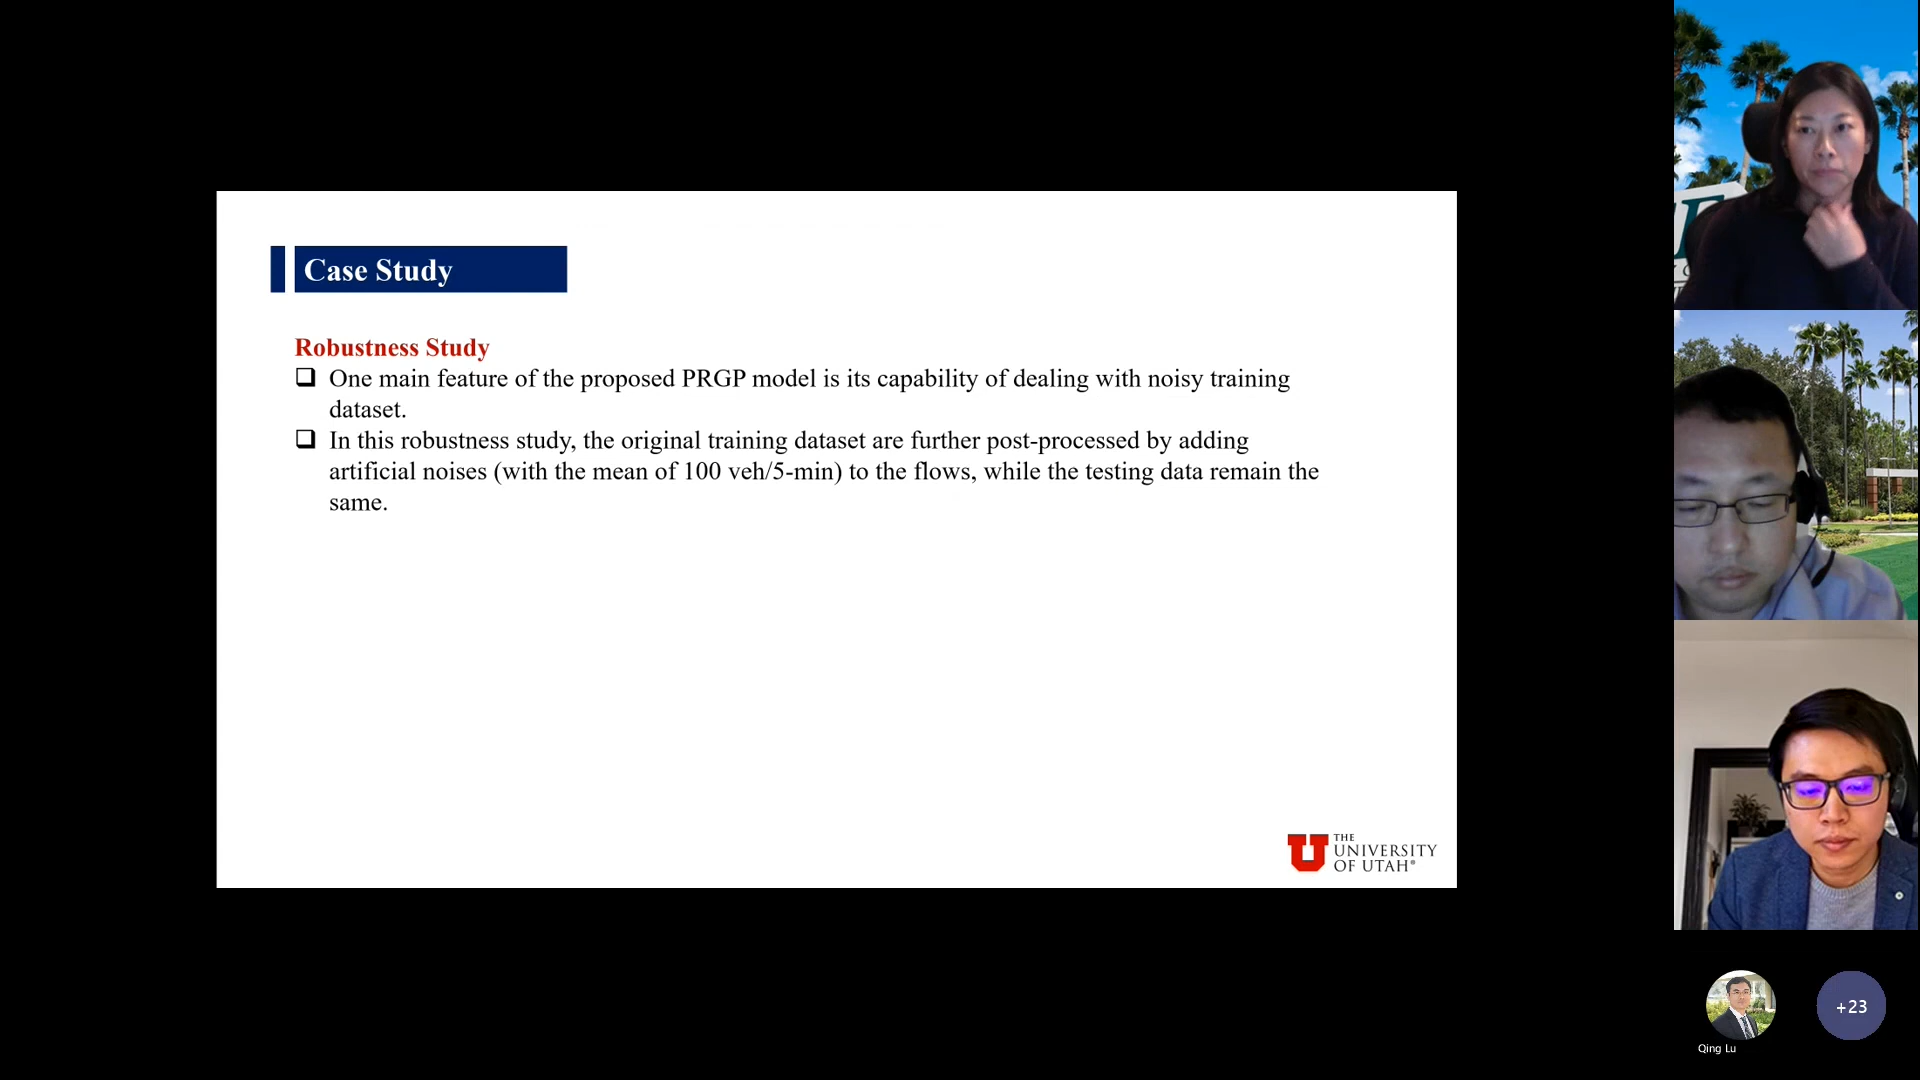 Case Study
Robustness Study
One main feature of the proposed PRGP model is its capability of dealing with noisy training
dataset.
In this robustness study, the original training dataset are further post-processed by adding
artificial noises (with the mean of 100 veh/5-min) to the flows, while the testing data remain the
same.
THE
UNIVERSITY
OF UTAH®
Qing Lu
+23